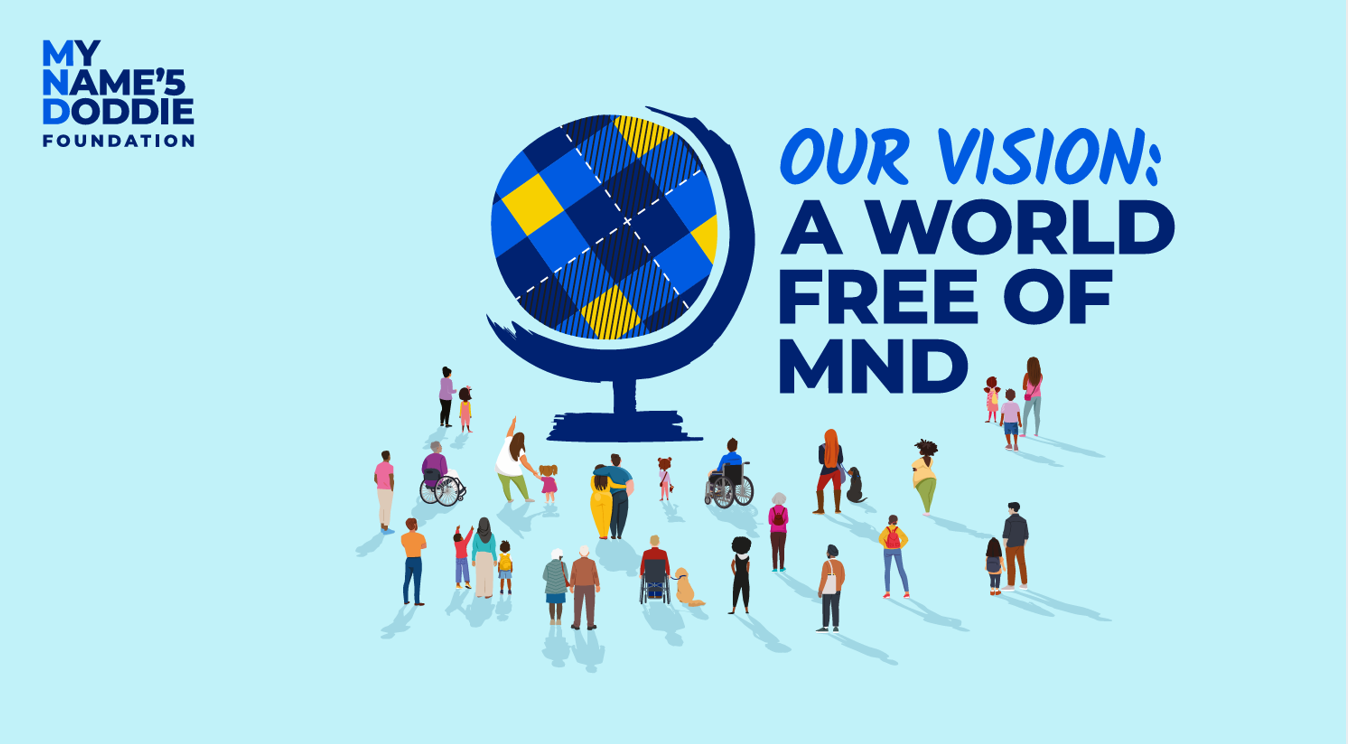 MY
NAME'5
DODDIE
FOUNDATION
OUR VISION:
A WORLD
FREE OF
MND